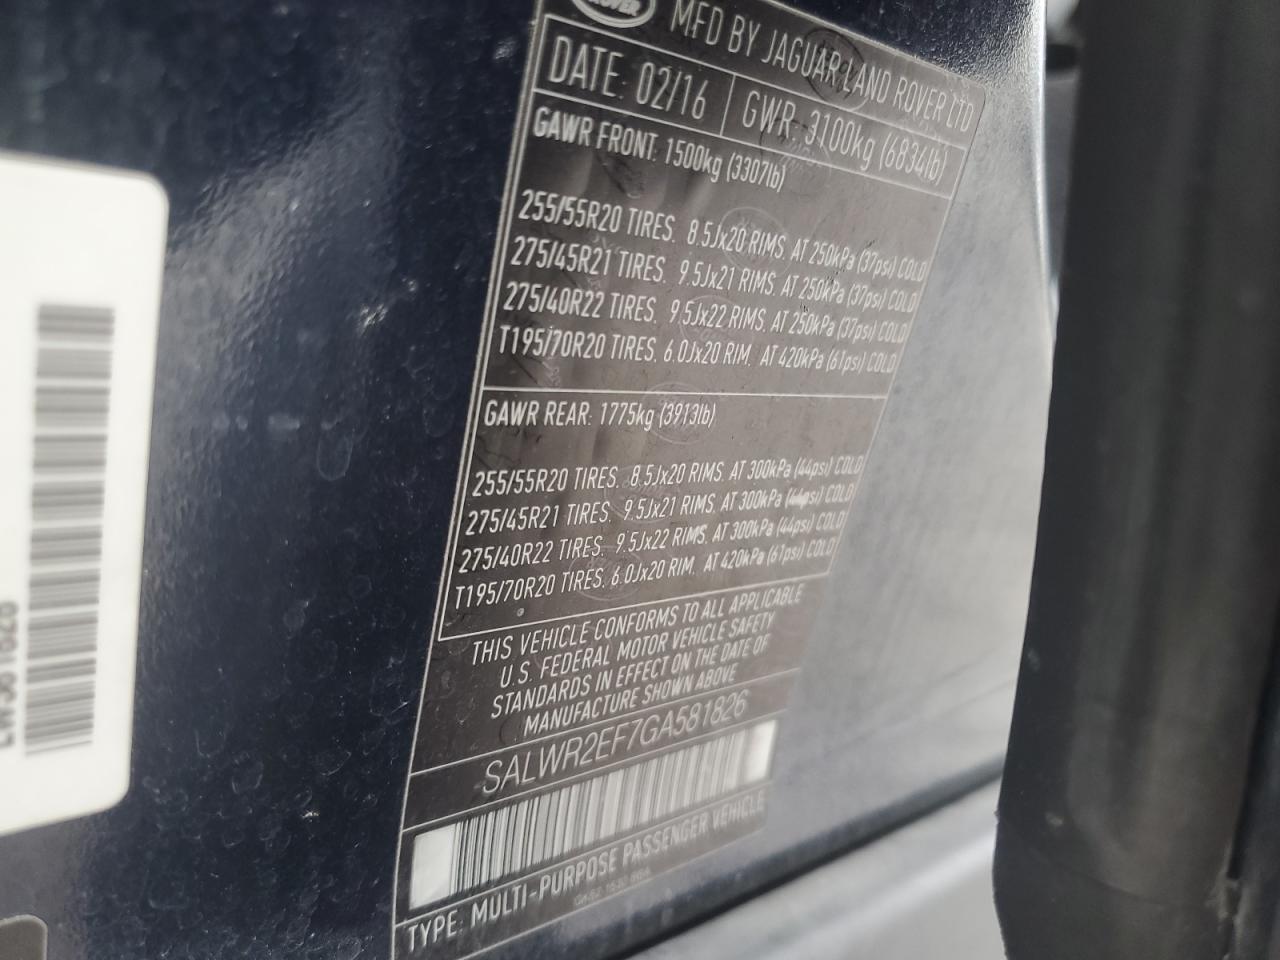 ROVER
MFD BY JAGUAR LAND ROVER LTD
DATE: 02/16
GWR: 3100kg (6834lb)
GAWR FRONT: 1500kg (3307lb)
255/55R20 TIRES. 8.5Jx20 RIMS. AT 250kPa (37psi) COLD
275/45R21 TIRES. 9.5Jx21 RIMS. AT 250kPa (37psi) COLD
275/40R22 TIRES. 9.5Jx22 RIMS. AT 250kPa (37psi) COLD
T195/70R20 TIRES. 6.0Jx20 RIM. AT 420kPa (61psi) COLD
GAWR REAR: 1775kg (3913lb)
255/55R20 TIRES. 8.5Jx20 RIMS. AT 300kPa (44psi) COLD
275/45R21 TIRES. 9.5Jx21 RIMS. AT 300kPa (44psi) COLD
275/40R22 TIRES. 9.5Jx22 RIMS. AT 300kPa (44psi) COLD
T195/70R20 TIRES. 6.0Jx20 RIM. AT 420kPa (61psi) COLD
THIS VEHICLE CONFORMS TO ALL APPLICABLE
U.S. FEDERAL MOTOR VEHICLE SAFETY
STANDARDS IN EFFECT ON THE DATE OF
MANUFACTURE SHOWN ABOVE
SALWR2EF7GA581826
TYPE: MULTI-PURPOSE PASSENGER VEHICLE